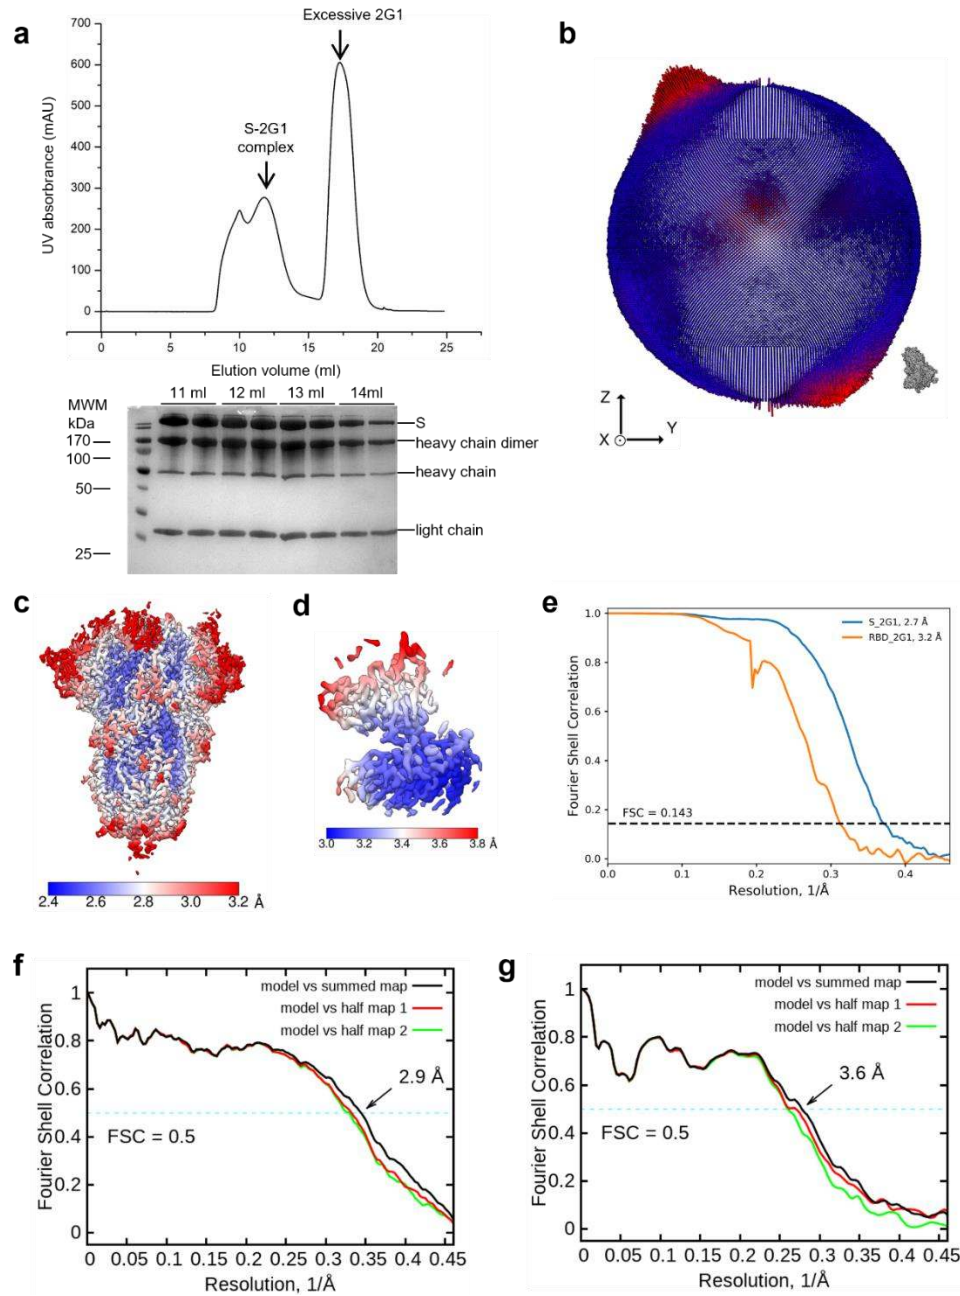 a
Excessive 2G1
S-2G1
complex
UV absorbrance (mAU)
700
600
500
400
300
200
100
0
0 5 10 15 20 25
Elution volume (ml)
MWM
kDa
11 ml 12 ml 13 ml 14ml
170
100
50
25
S
heavy chain dimer
heavy chain
light chain
b
Z
X
Y
c
2.4 2.6 2.8 3.0 3.2 Å
d
3.0 3.2 3.4 3.6 3.8 Å
e
Fourier Shell Correlation
1.0
0.8
0.6
0.4
0.2
0.0
S_2G1, 2.7 Å
RBD_2G1, 3.2 Å
FSC = 0.143
0.0 0.1 0.2 0.3 0.4
Resolution, 1/Å
f
Fourier Shell Correlation
1
0.8
0.6
0.4
0.2
0
model vs summed map
model vs half map 1
model vs half map 2
2.9 Å
FSC = 0.5
0 0.05 0.1 0.15 0.2 0.25 0.3 0.35 0.4 0.45
Resolution, 1/Å
g
Fourier Shell Correlation
1
0.8
0.6
0.4
0.2
0
model vs summed map
model vs half map 1
model vs half map 2
3.6 Å
FSC = 0.5
0 0.05 0.1 0.15 0.2 0.25 0.3 0.35 0.4 0.45
Resolution, 1/Å